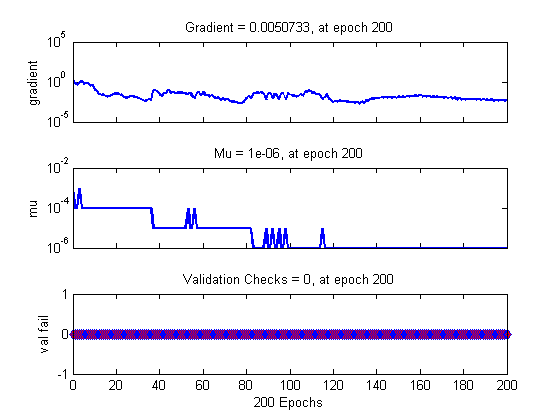 Gradient = 0.0050733, at epoch 200
10^5
10^0
10^-5
gradient
Mu = 1e-06, at epoch 200
10^-2
10^-4
10^-6
mu
Validation Checks = 0, at epoch 200
1
0
-1
val fail
0 20 40 60 80 100 120 140 160 180 200
200 Epochs